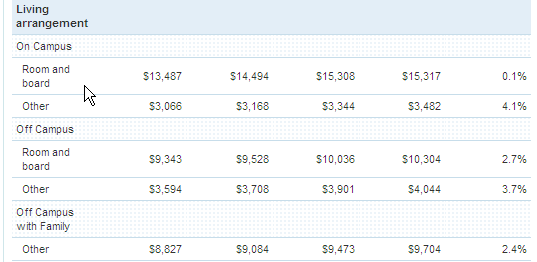 Living
arrangement
On Campus
Room and
board $13,487 $14,494 $15,308 $15,317 0.1%
Other $3,066 $3,168 $3,344 $3,482 4.1%
Off Campus
Room and
board $9,343 $9,528 $10,036 $10,304 2.7%
Other $3,594 $3,708 $3,901 $4,044 3.7%
Off Campus
with Family
Other $8,827 $9,084 $9,473 $9,704 2.4%